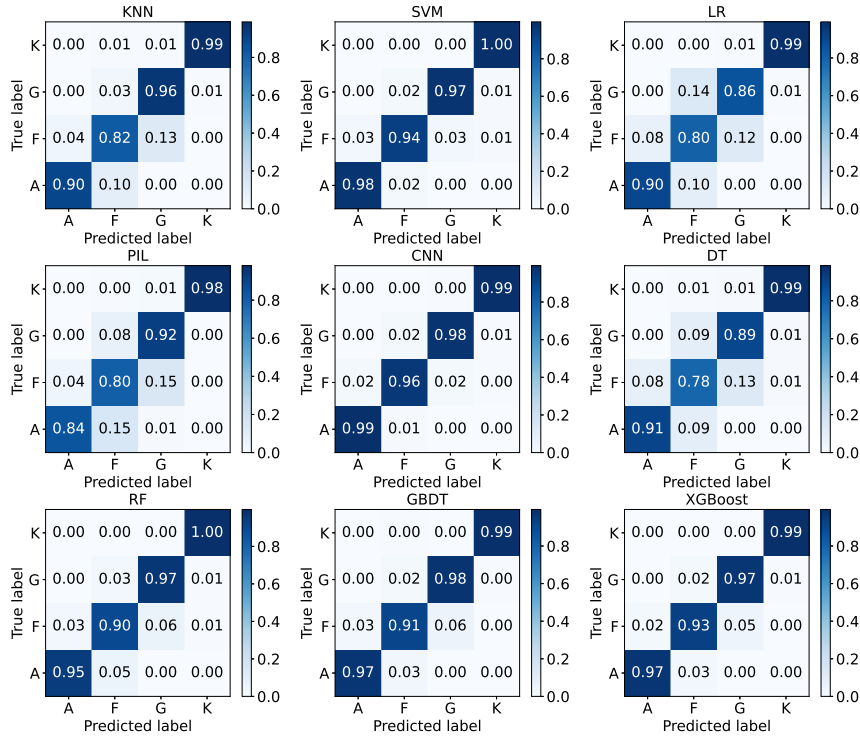 KNN
K 0.00 0.01 0.01 0.99
G 0.00 0.03 0.96 0.01
F 0.04 0.82 0.13 0.00
A 0.90 0.10 0.00 0.00
A F G K
Predicted label
True label
0.8
0.6
0.4
0.2
0.0
SVM
K 0.00 0.00 0.00 1.00
G 0.00 0.02 0.97 0.01
F 0.03 0.94 0.03 0.01
A 0.98 0.02 0.00 0.00
A F G K
Predicted label
True label
0.8
0.6
0.4
0.2
0.0
LR
K 0.00 0.00 0.01 0.99
G 0.00 0.14 0.86 0.01
F 0.08 0.80 0.12 0.00
A 0.90 0.10 0.00 0.00
A F G K
Predicted label
True label
0.8
0.6
0.4
0.2
0.0
PIL
K 0.00 0.00 0.01 0.98
G 0.00 0.08 0.92 0.00
F 0.04 0.80 0.15 0.00
A 0.84 0.15 0.01 0.00
A F G K
Predicted label
True label
0.8
0.6
0.4
0.2
0.0
CNN
K 0.00 0.00 0.00 0.99
G 0.00 0.02 0.98 0.01
F 0.02 0.96 0.02 0.00
A 0.99 0.01 0.00 0.00
A F G K
Predicted label
True label
0.8
0.6
0.4
0.2
0.0
DT
K 0.00 0.01 0.01 0.99
G 0.00 0.09 0.89 0.01
F 0.08 0.78 0.13 0.01
A 0.91 0.09 0.00 0.00
A F G K
Predicted label
True label
0.8
0.6
0.4
0.2
0.0
RF
K 0.00 0.00 0.00 1.00
G 0.00 0.03 0.97 0.01
F 0.03 0.90 0.06 0.01
A 0.95 0.05 0.00 0.00
A F G K
Predicted label
True label
0.8
0.6
0.4
0.2
0.0
GBDT
K 0.00 0.00 0.00 0.99
G 0.00 0.02 0.98 0.00
F 0.03 0.91 0.06 0.00
A 0.97 0.03 0.00 0.00
A F G K
Predicted label
True label
0.8
0.6
0.4
0.2
0.0
XGBoost
K 0.00 0.00 0.00 0.99
G 0.00 0.02 0.97 0.01
F 0.02 0.93 0.05 0.00
A 0.97 0.03 0.00 0.00
A F G K
Predicted label
True label
0.8
0.6
0.4
0.2
0.0